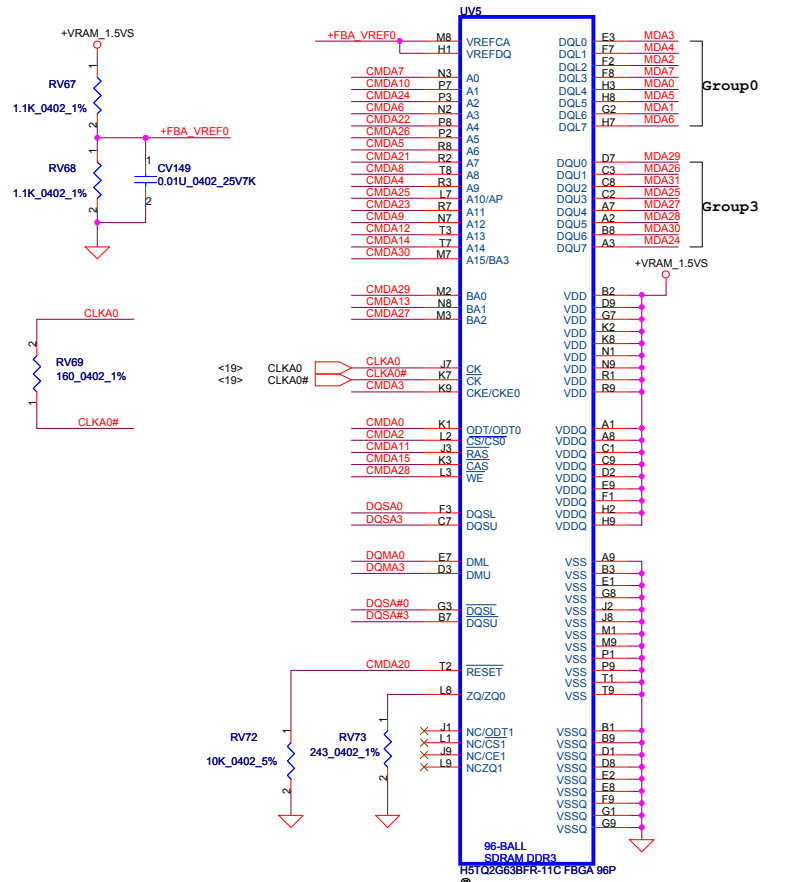 +VRAM_1.5VS
1
RV67
1.1K_0402_1%
2
+FBA_VREF0
1
RV68
1.1K_0402_1%
2
1
CV149
0.01U_0402_25V7K
2
CLKA0
2
RV69
160_0402_1%
1
CLKA0#
UV5
+FBA_VREF0 M8 VREFCA
H1 VREFDQ
CMDA7 N3 A0
CMDA10 P7 A1
CMDA24 P3 A2
CMDA6 N2 A3
CMDA22 P8 A4
CMDA26 P2 A5
CMDA5 R8 A6
CMDA21 R2 A7
CMDA8 T8 A8
CMDA4 R3 A9
CMDA25 L7 A10/AP
CMDA23 R7 A11
CMDA9 N7 A12
CMDA12 T3 A13
CMDA14 T7 A14
CMDA30 M7 A15/BA3
CMDA29 M2 BA0
CMDA13 N8 BA1
CMDA27 M3 BA2
<19> CLKA0 CLKA0 J7 CK
<19> CLKA0# CLKA0# K7 CK
CMDA3 K9 CKE/CKE0
CMDA0 K1 ODT/ODT0
CMDA2 L2 CS/CS0
CMDA11 J3 RAS
CMDA15 K3 CAS
CMDA28 L3 WE
DQSA0 F3 DQSL
DQSA3 C7 DQSU
DQMA0 E7 DML
DQMA3 D3 DMU
DQSA#0 G3 DQSL
DQSA#3 B7 DQSU
CMDA20 T2 RESET
L8 ZQ/ZQ0
1
RV72
10K_0402_5%
2
1
RV73
243_0402_1%
2
J1 NC/ODT1
L1 NC/CS1
J9 NC/CE1
L9 NCZQ1
DQL0 E3 MDA3
DQL1 F7 MDA4
DQL2 F2 MDA2
DQL3 F8 MDA7
DQL4 H3 MDA0
DQL5 H8 MDA5
DQL6 G2 MDA1
DQL7 H7 MDA6
Group0
DQU0 D7 MDA29
DQU1 C3 MDA26
DQU2 C8 MDA31
DQU3 C2 MDA25
DQU4 A7 MDA27
DQU5 A2 MDA28
DQU6 B8 MDA30
DQU7 A3 MDA24
Group3
+VRAM_1.5VS
VDD B2
VDD D9
VDD G7
VDD K2
VDD K8
VDD N1
VDD N9
VDD R1
VDD R9
VDDQ A1
VDDQ A8
VDDQ C1
VDDQ C9
VDDQ D2
VDDQ E9
VDDQ F1
VDDQ H2
VDDQ H9
VSS A9
VSS B3
VSS E1
VSS G8
VSS J2
VSS J8
VSS M1
VSS M9
VSS P1
VSS P9
VSS T1
VSS T9
VSSQ B1
VSSQ B9
VSSQ D1
VSSQ D8
VSSQ E2
VSSQ E8
VSSQ F9
VSSQ G1
VSSQ G9
96-BALL
SDRAM DDR3
H5TQ2G63BFR-11C FBGA 96P
@